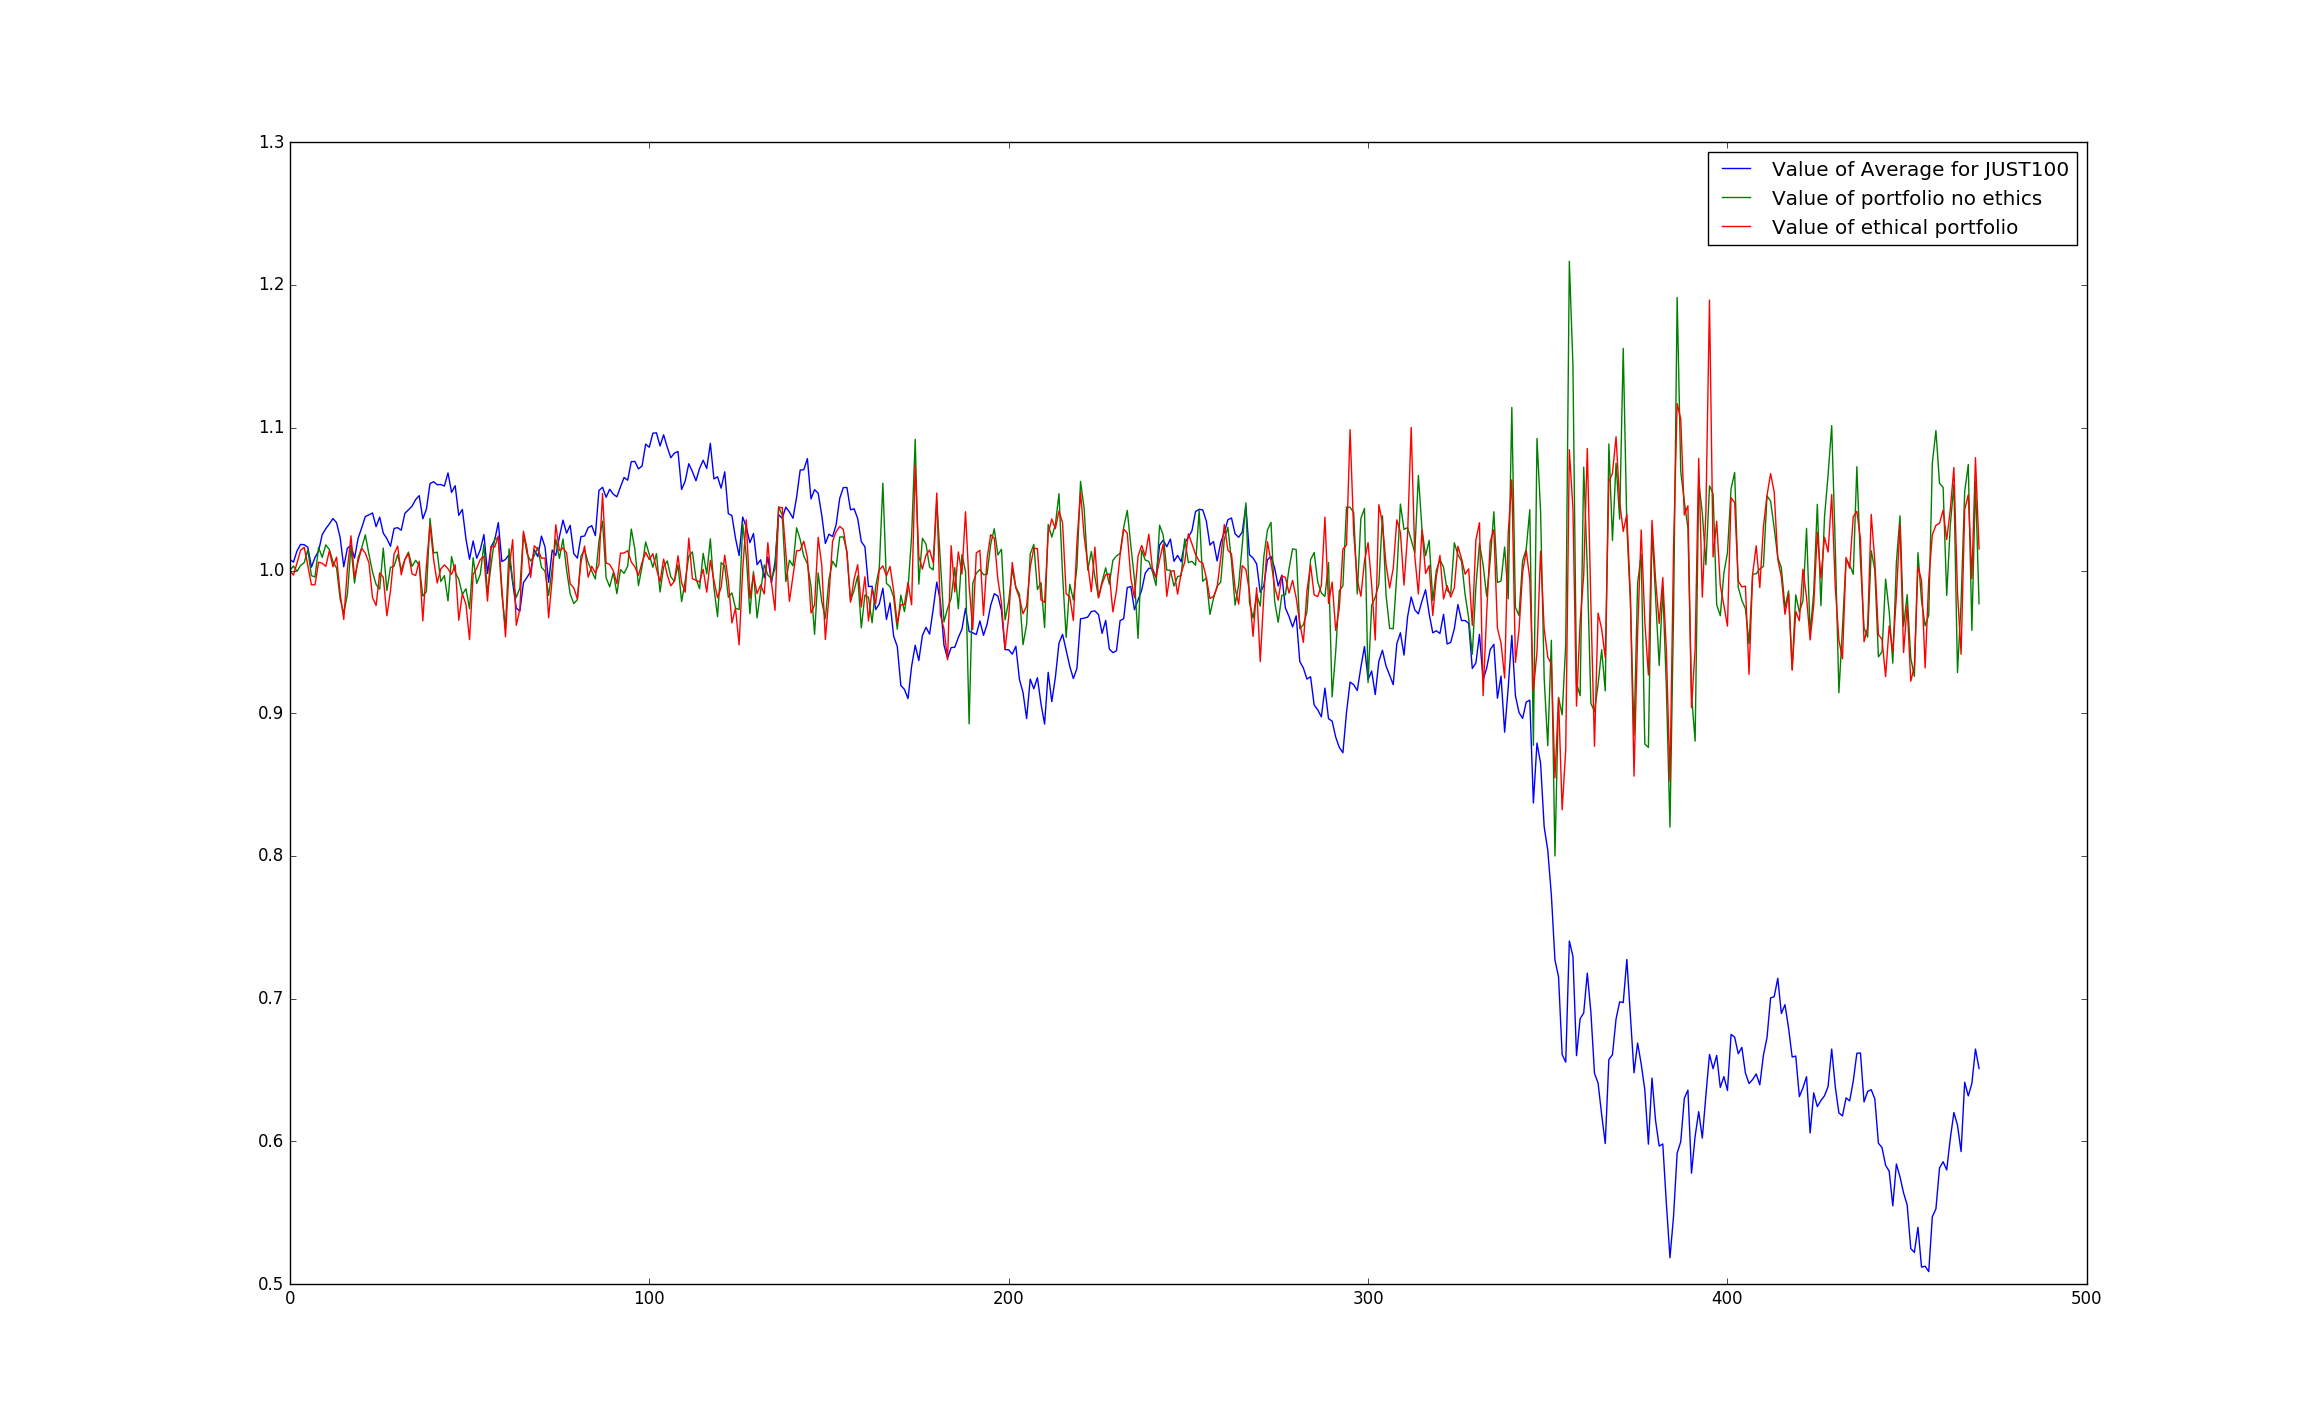 1.3
Value of Average for JUST100
Value of portfolio no ethics
Value of ethical portfolio
1.2
1.1
1.0
0.9
0.8
0.7
0.6
0.5
0 100 200 300 400 500